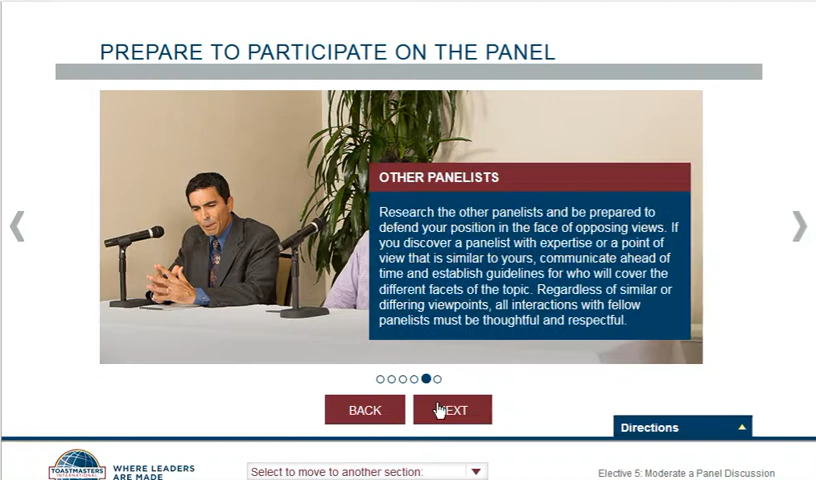 PREPARE TO PARTICIPATE ON THE PANEL
OTHER PANELISTS
Research the other panelists and be prepared to
defend your position in the face of opposing views. If
you discover a panelist with expertise or a point of
view that is similar to yours, communicate ahead of
time and establish guidelines for who will cover the
different facets of the topic. Regardless of similar or
differing viewpoints, all interactions with fellow
panelists must be thoughtful and respectful.
BACK
NEXT
Directions
TOASTMASTERS
INTERNATIONAL
WHERE LEADERS
ARE MADE
Select to move to another section:
Elective 5: Moderate a Panel Discussion